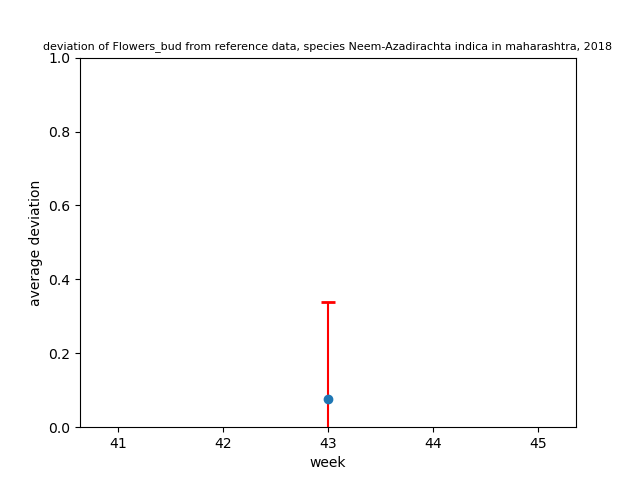 deviation of Flowers_bud from reference data, species Neem-Azadirachta indica in maharashtra, 2018
1.0
0.8
0.6
0.4
0.2
0.0
average deviation
41 42 43 44 45
week